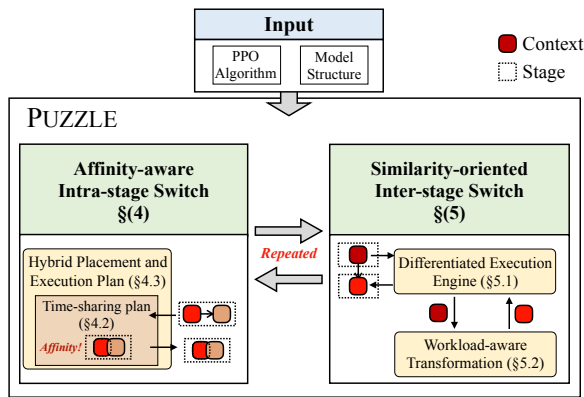 Input
PPO
Algorithm
Model
Structure
Context
Stage
PUZZLE
Affinity-aware
Intra-stage Switch
§(4)
Similarity-oriented
Inter-stage Switch
§(5)
Repeated
Hybrid Placement and
Execution Plan (§4.3)
Time-sharing plan
(§4.2)
Affinity!
Differentiated Execution
Engine (§5.1)
Workload-aware
Transformation (§5.2)